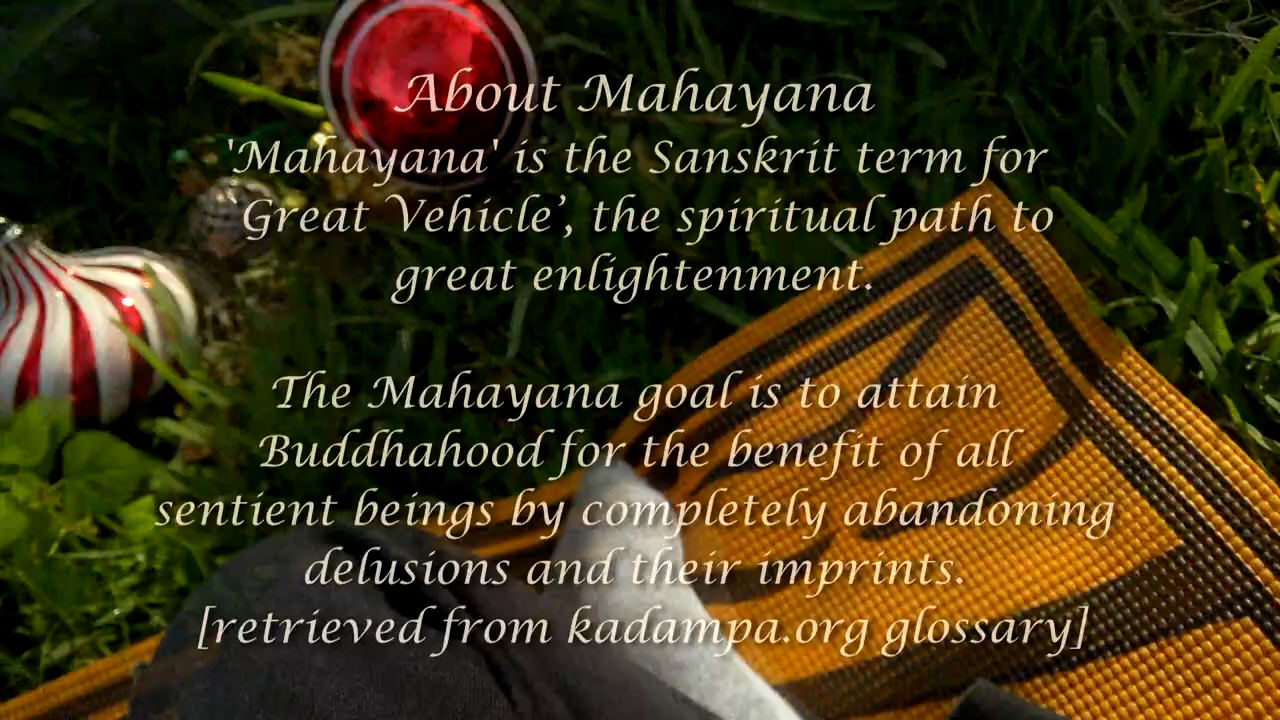 About Mahayana
'Mahayana' is the Sanskrit term for
Great Vehicle’, the spiritual path to
great enlightenment.
The Mahayana goal is to attain
Buddhahood for the benefit of all
sentient beings by completely abandoning
delusions and their imprints.
[retrieved from kadampa.org glossary]